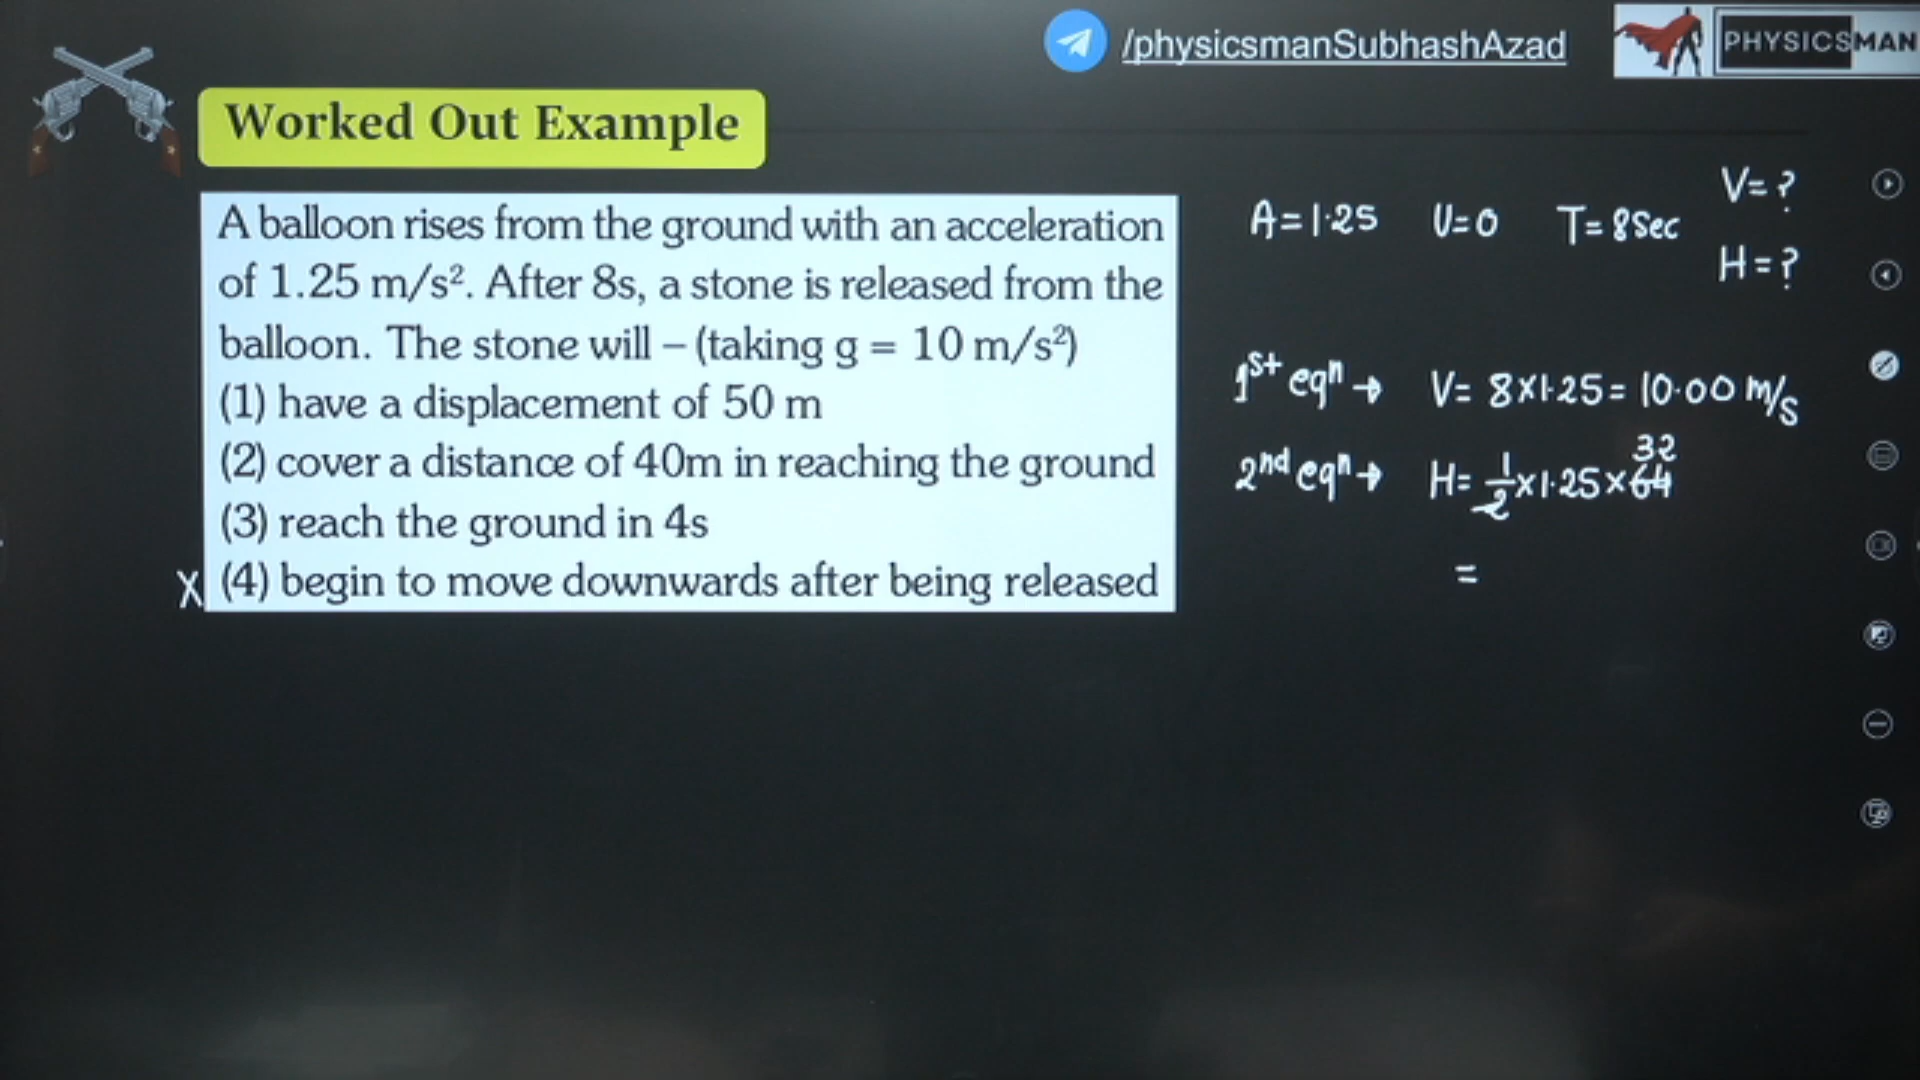 /physicsmanSubhashAzad
PHYSICSMAN
Worked Out Example
A balloon rises from the ground with an acceleration
of 1.25 m/s². After 8s, a stone is released from the
balloon. The stone will – (taking g = 10 m/s²)
(1) have a displacement of 50 m
(2) cover a distance of 40m in reaching the ground
(3) reach the ground in 4s
X (4) begin to move downwards after being released
A = 1.25 U = 0 T = 8 Sec V = ?
H = ?
1st eqn → V = 8 × 1.25 = 10.00 m/s
32
2nd eqn → H = 1/2 × 1.25 × 64
=